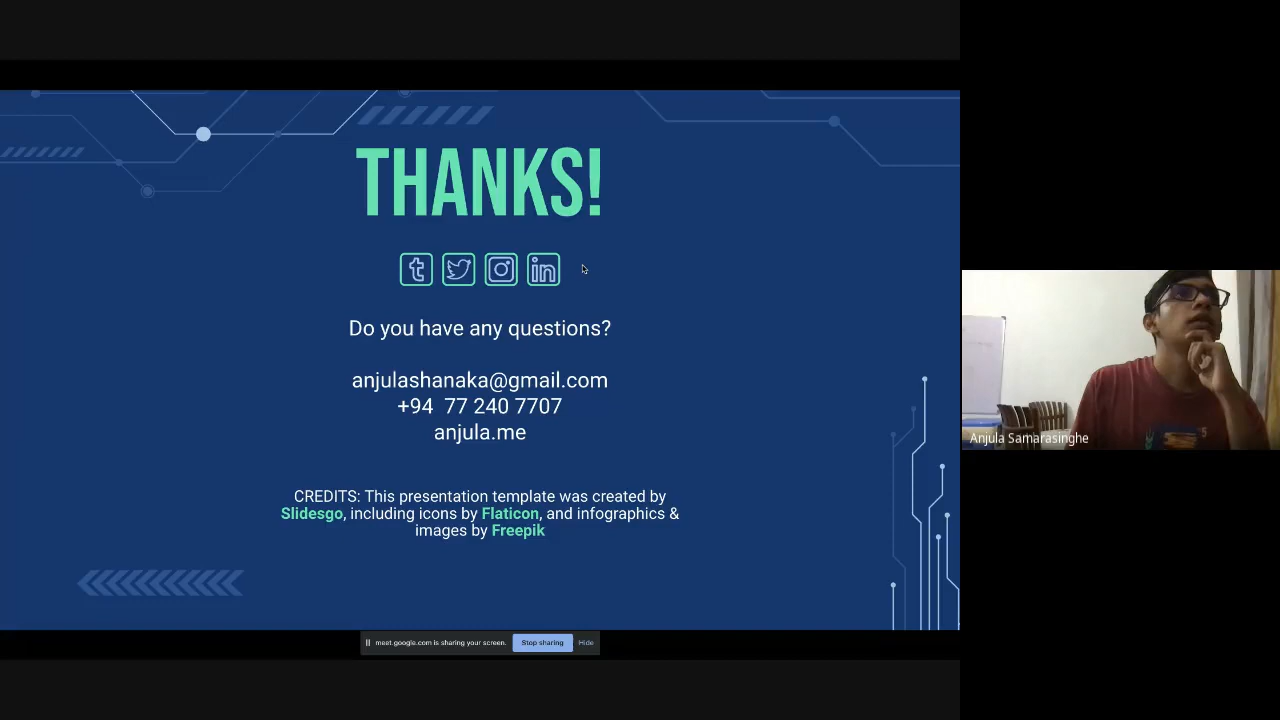 THANKS!
Do you have any questions?
anjulashanaka@gmail.com
+94 77 240 7707
anjula.me
CREDITS: This presentation template was created by
Slidesgo, including icons by Flaticon, and infographics &
images by Freepik
meet.google.com is sharing your screen.
Stop sharing
Hide
Anjula Samarasinghe